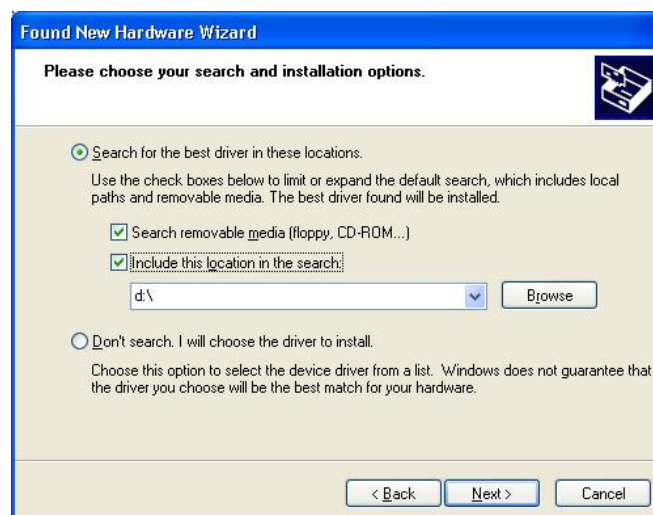 Found New Hardware Wizard
Please choose your search and installation options.
Search for the best driver in these locations.
Use the check boxes below to limit or expand the default search, which includes local
paths and removable media. The best driver found will be installed.
Search removable media (floppy, CD-ROM...)
Include this location in the search:
d:\
Browse
Don't search. I will choose the driver to install.
Choose this option to select the device driver from a list. Windows does not guarantee that
the driver you choose will be the best match for your hardware.
< Back Next > Cancel